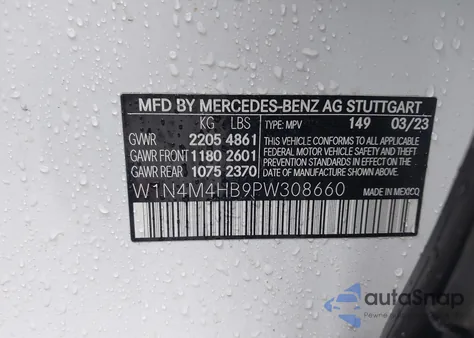 MFD BY MERCEDES-BENZ AG STUTTGART
KG LBS TYPE: MPV 149 03/23
GVWR 2205 4861
GAWR FRONT 1180 2601
GAWR REAR 1075 2370
THIS VEHICLE CONFORMS TO ALL APPLICABLE
FEDERAL MOTOR VEHICLE SAFETY, BUMPER, AND
THEFT PREVENTION STANDARDS IN EFFECT ON THE
DATE OF MANUFACTURE SHOWN ABOVE.
W1N4M4HB9PW308660
MADE IN MEXICO
autoSnap